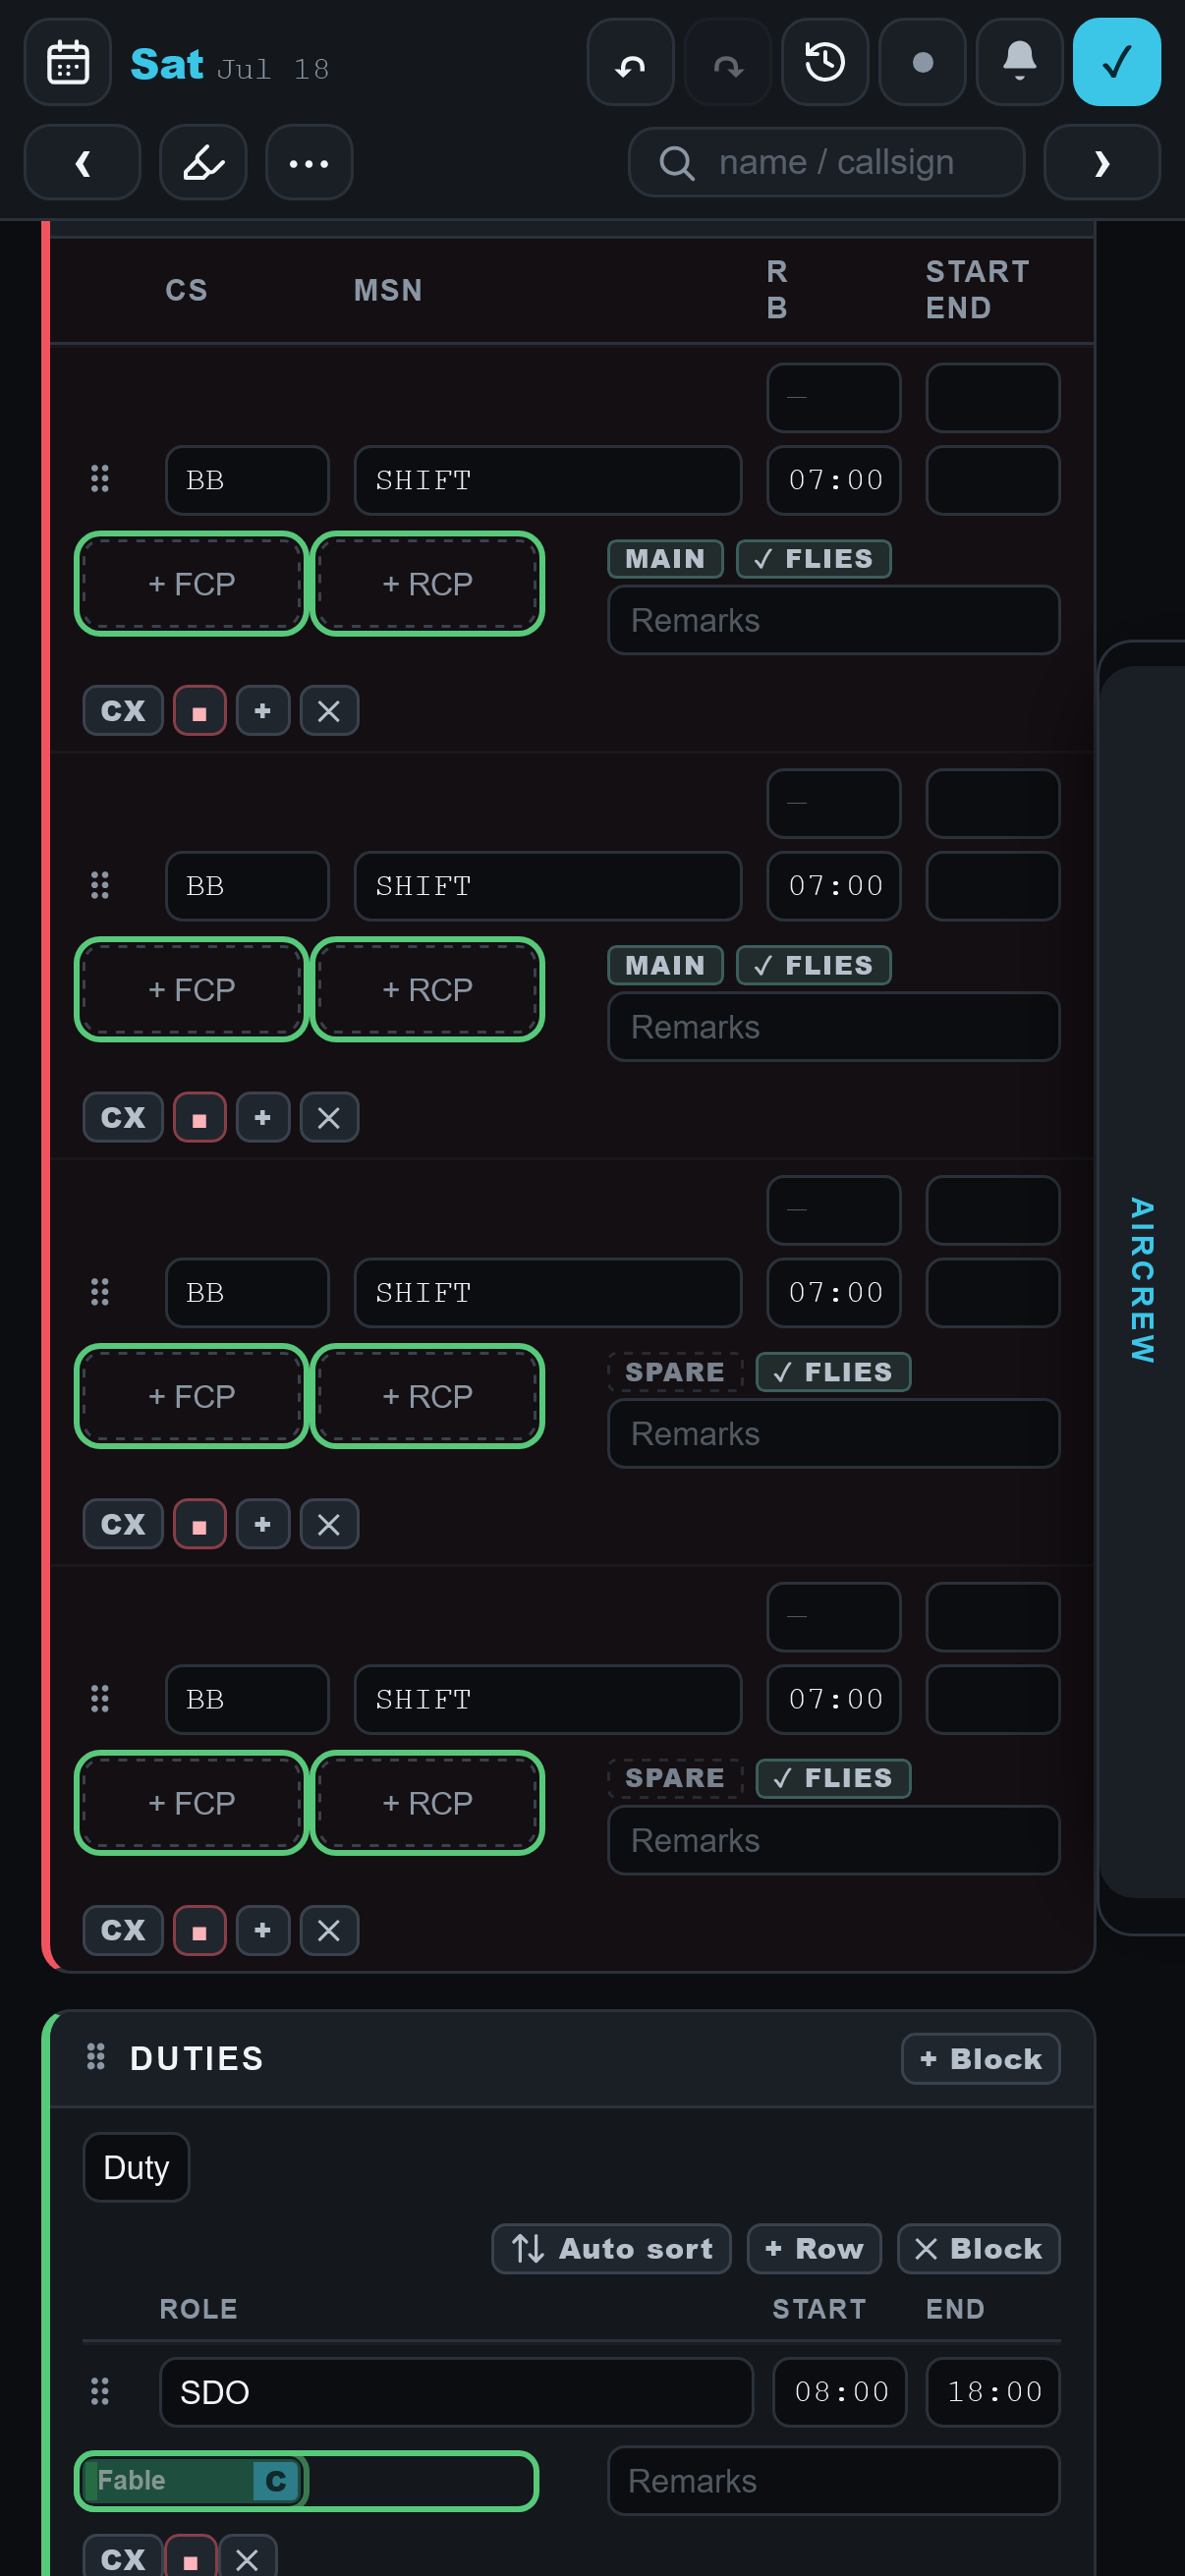 Sat Jul 18
name / callsign
CS MSN R B START END
—
BB SHIFT 07:00
+ FCP + RCP MAIN ✓ FLIES
Remarks
CX + ×
—
BB SHIFT 07:00
+ FCP + RCP MAIN ✓ FLIES
Remarks
CX + ×
—
BB SHIFT 07:00
+ FCP + RCP SPARE ✓ FLIES
Remarks
CX + ×
—
BB SHIFT 07:00
+ FCP + RCP SPARE ✓ FLIES
Remarks
CX + ×
AIRCREW
DUTIES + Block
Duty
Auto sort + Row × Block
ROLE START END
SDO 08:00 18:00
Fable C Remarks
CX ×